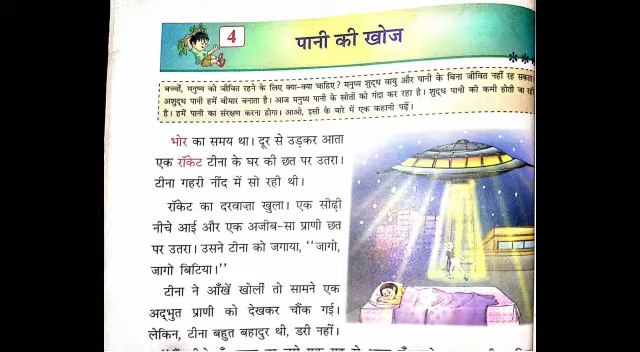 4
पानी की खोज
बच्चों, मनुष्य को जीवित रहने के लिए क्या-क्या चाहिए? मनुष्य शुद्ध वायु और पानी के बिना जीवित नहीं रह सकता।
अशुद्ध पानी हमें बीमार बनाता है। आज मनुष्य पानी के स्रोतों को गंदा कर रहा है। शुद्ध पानी की कमी होती जा रही
है। हमें पानी का संरक्षण करना होगा। आओ, इसी के बारे में एक कहानी पढ़ें।
भोर का समय था। दूर से उड़कर आता
एक रॉकेट टीना के घर की छत पर उतरा।
टीना गहरी नींद में सो रही थी।
रॉकेट का दरवाज़ा खुला। एक सीढ़ी
नीचे आई और एक अजीब-सा प्राणी छत
पर उतरा। उसने टीना को जगाया, "जागो,
जागो बिटिया।"
टीना ने आँखें खोलीं तो सामने एक
अद्भुत प्राणी को देखकर चौंक गई।
लेकिन, टीना बहुत बहादुर थी, डरी नहीं।